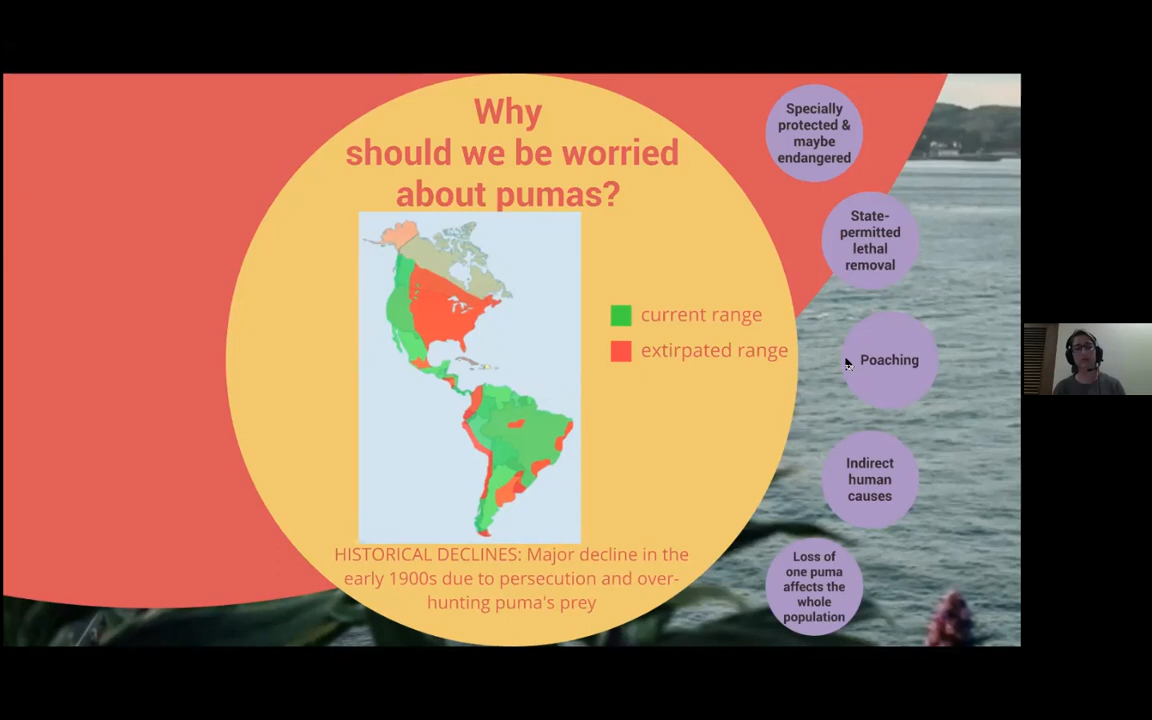 Why
should we be worried
about pumas?
current range
extirpated range
HISTORICAL DECLINES: Major decline in the
early 1900s due to persecution and over-
hunting puma's prey
Specially
protected &
maybe
endangered
State-
permitted
lethal
removal
Poaching
Indirect
human
causes
Loss of
one puma
affects the
whole
population